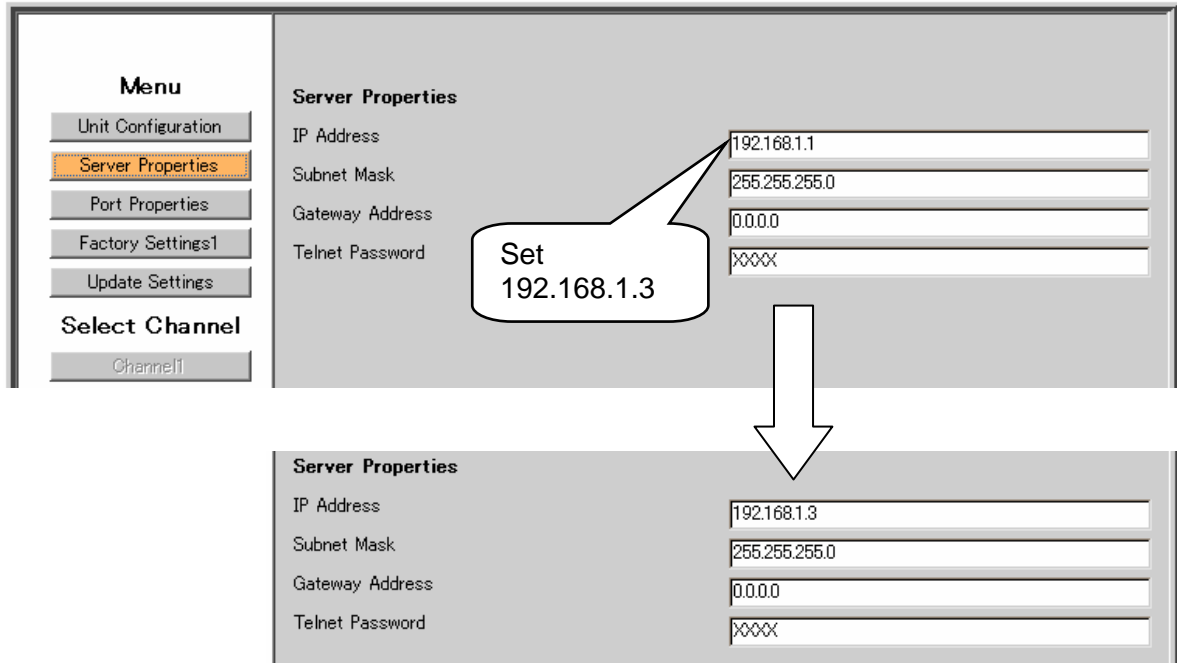 Menu
Unit Configuration
Server Properties
Port Properties
Factory Settings1
Update Settings
Select Channel
Channel1
Server Properties
IP Address 192.168.1.1
Subnet Mask 255.255.255.0
Gateway Address 0.0.0.0
Telnet Password XXXX
Set
192.168.1.3
Server Properties
IP Address 192.168.1.3
Subnet Mask 255.255.255.0
Gateway Address 0.0.0.0
Telnet Password XXXX